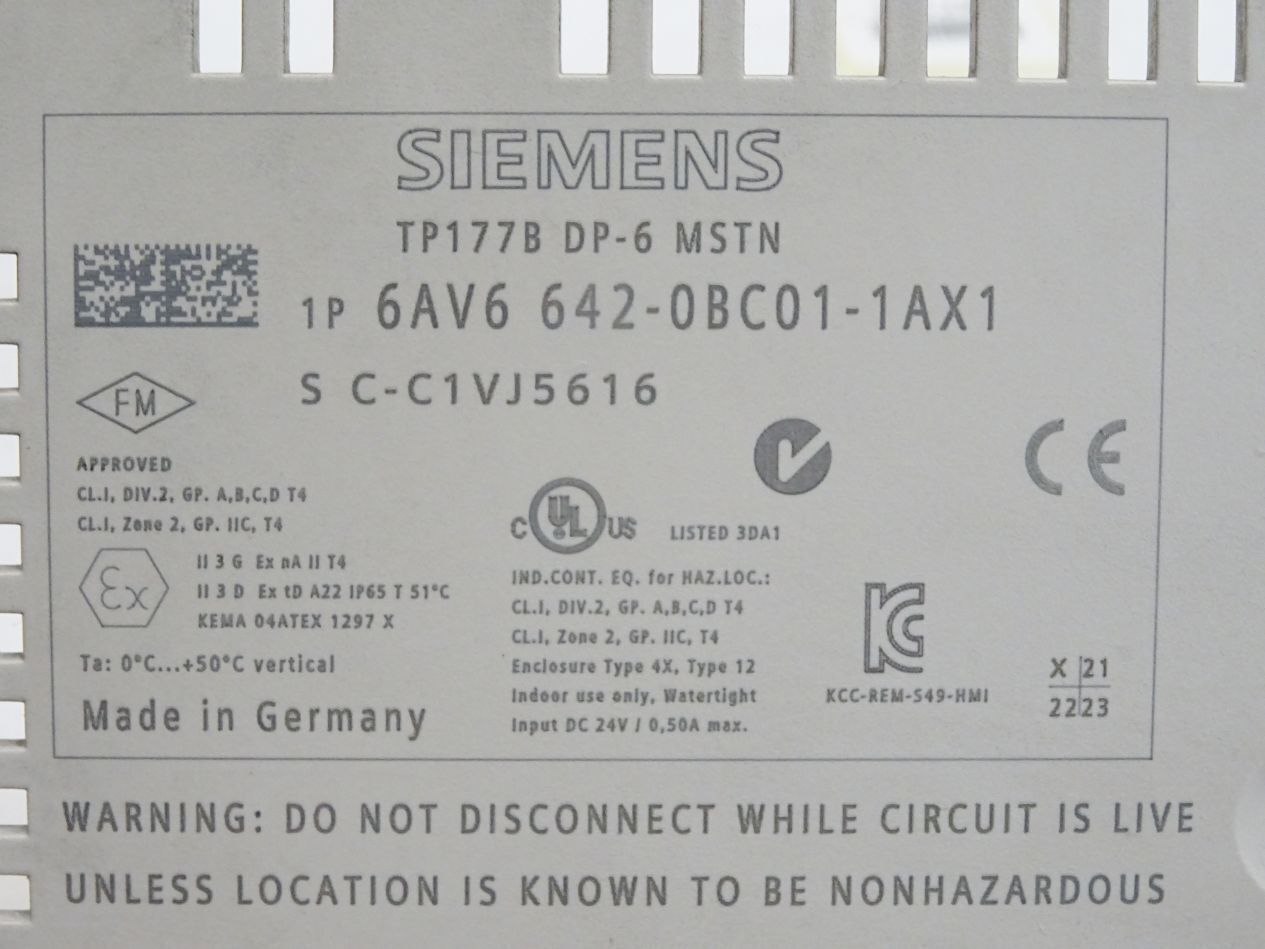 SIEMENS
TP177B DP-6 MSTN
1P 6AV6 642-0BC01-1AX1
S C-C1VJ5616
FM
APPROVED
CL.I, DIV.2, GP. A,B,C,D T4
CL.I, Zone 2, GP. IIC, T4
Ex
II 3 G Ex nA II T4
II 3 D Ex tD A22 IP65 T 51°C
KEMA 04ATEX 1297 X
Ta: 0°C...+50°C vertical
Made in Germany
C UL US LISTED 3DA1
IND.CONT. EQ. for HAZ.LOC.:
CL.I, DIV.2, GP. A,B,C,D T4
CL.I, Zone 2, GP. IIC, T4
Enclosure Type 4X, Type 12
Indoor use only, Watertight
Input DC 24V / 0,50A max.
CE
KCC-REM-S49-HMI
X 21
22 23
WARNING: DO NOT DISCONNECT WHILE CIRCUIT IS LIVE
UNLESS LOCATION IS KNOWN TO BE NONHAZARDOUS